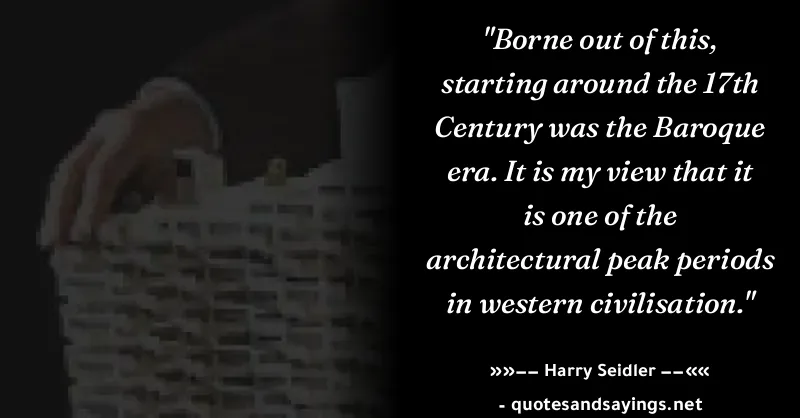 "Borne out of this,
starting around the 17th
Century was the Baroque
era. It is my view that it
is one of the
architectural peak periods
in western civilisation."
»»–– Harry Seidler ––««
- quotesandsayings.net